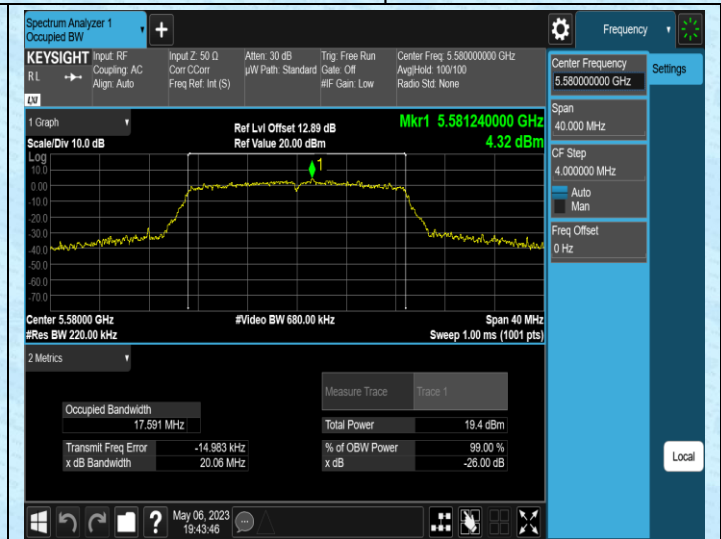 Spectrum Analyzer 1
Occupied BW
+
Frequency
KEYSIGHT
R L
LXI
Input: RF
Coupling: AC
Align: Auto
Input Z: 50 Ω
Corr CCorr
Freq Ref: Int (S)
Atten: 30 dB
µW Path: Standard
Trig: Free Run
Gate: Off
#IF Gain: Low
Center Freq: 5.580000000 GHz
Avg|Hold: 100/100
Radio Std: None
Center Frequency
5.580000000 GHz
Settings
Span
40.000 MHz
CF Step
4.000000 MHz
Auto
Man
Freq Offset
0 Hz
Local
1 Graph
Scale/Div 10.0 dB
Ref Lvl Offset 12.89 dB
Ref Value 20.00 dBm
Mkr1 5.581240000 GHz
4.32 dBm
Log
10.0
0.00
-10.0
-20.0
-30.0
-40.0
-50.0
-60.0
-70.0
1
Center 5.58000 GHz
#Res BW 220.00 kHz
#Video BW 680.00 kHz
Span 40 MHz
Sweep 1.00 ms (1001 pts)
2 Metrics
Measure Trace
Trace 1
Occupied Bandwidth
17.591 MHz
Total Power
19.4 dBm
Transmit Freq Error
-14.983 kHz
% of OBW Power
99.00 %
x dB Bandwidth
20.06 MHz
x dB
-26.00 dB
?
May 06, 2023
19:43:46